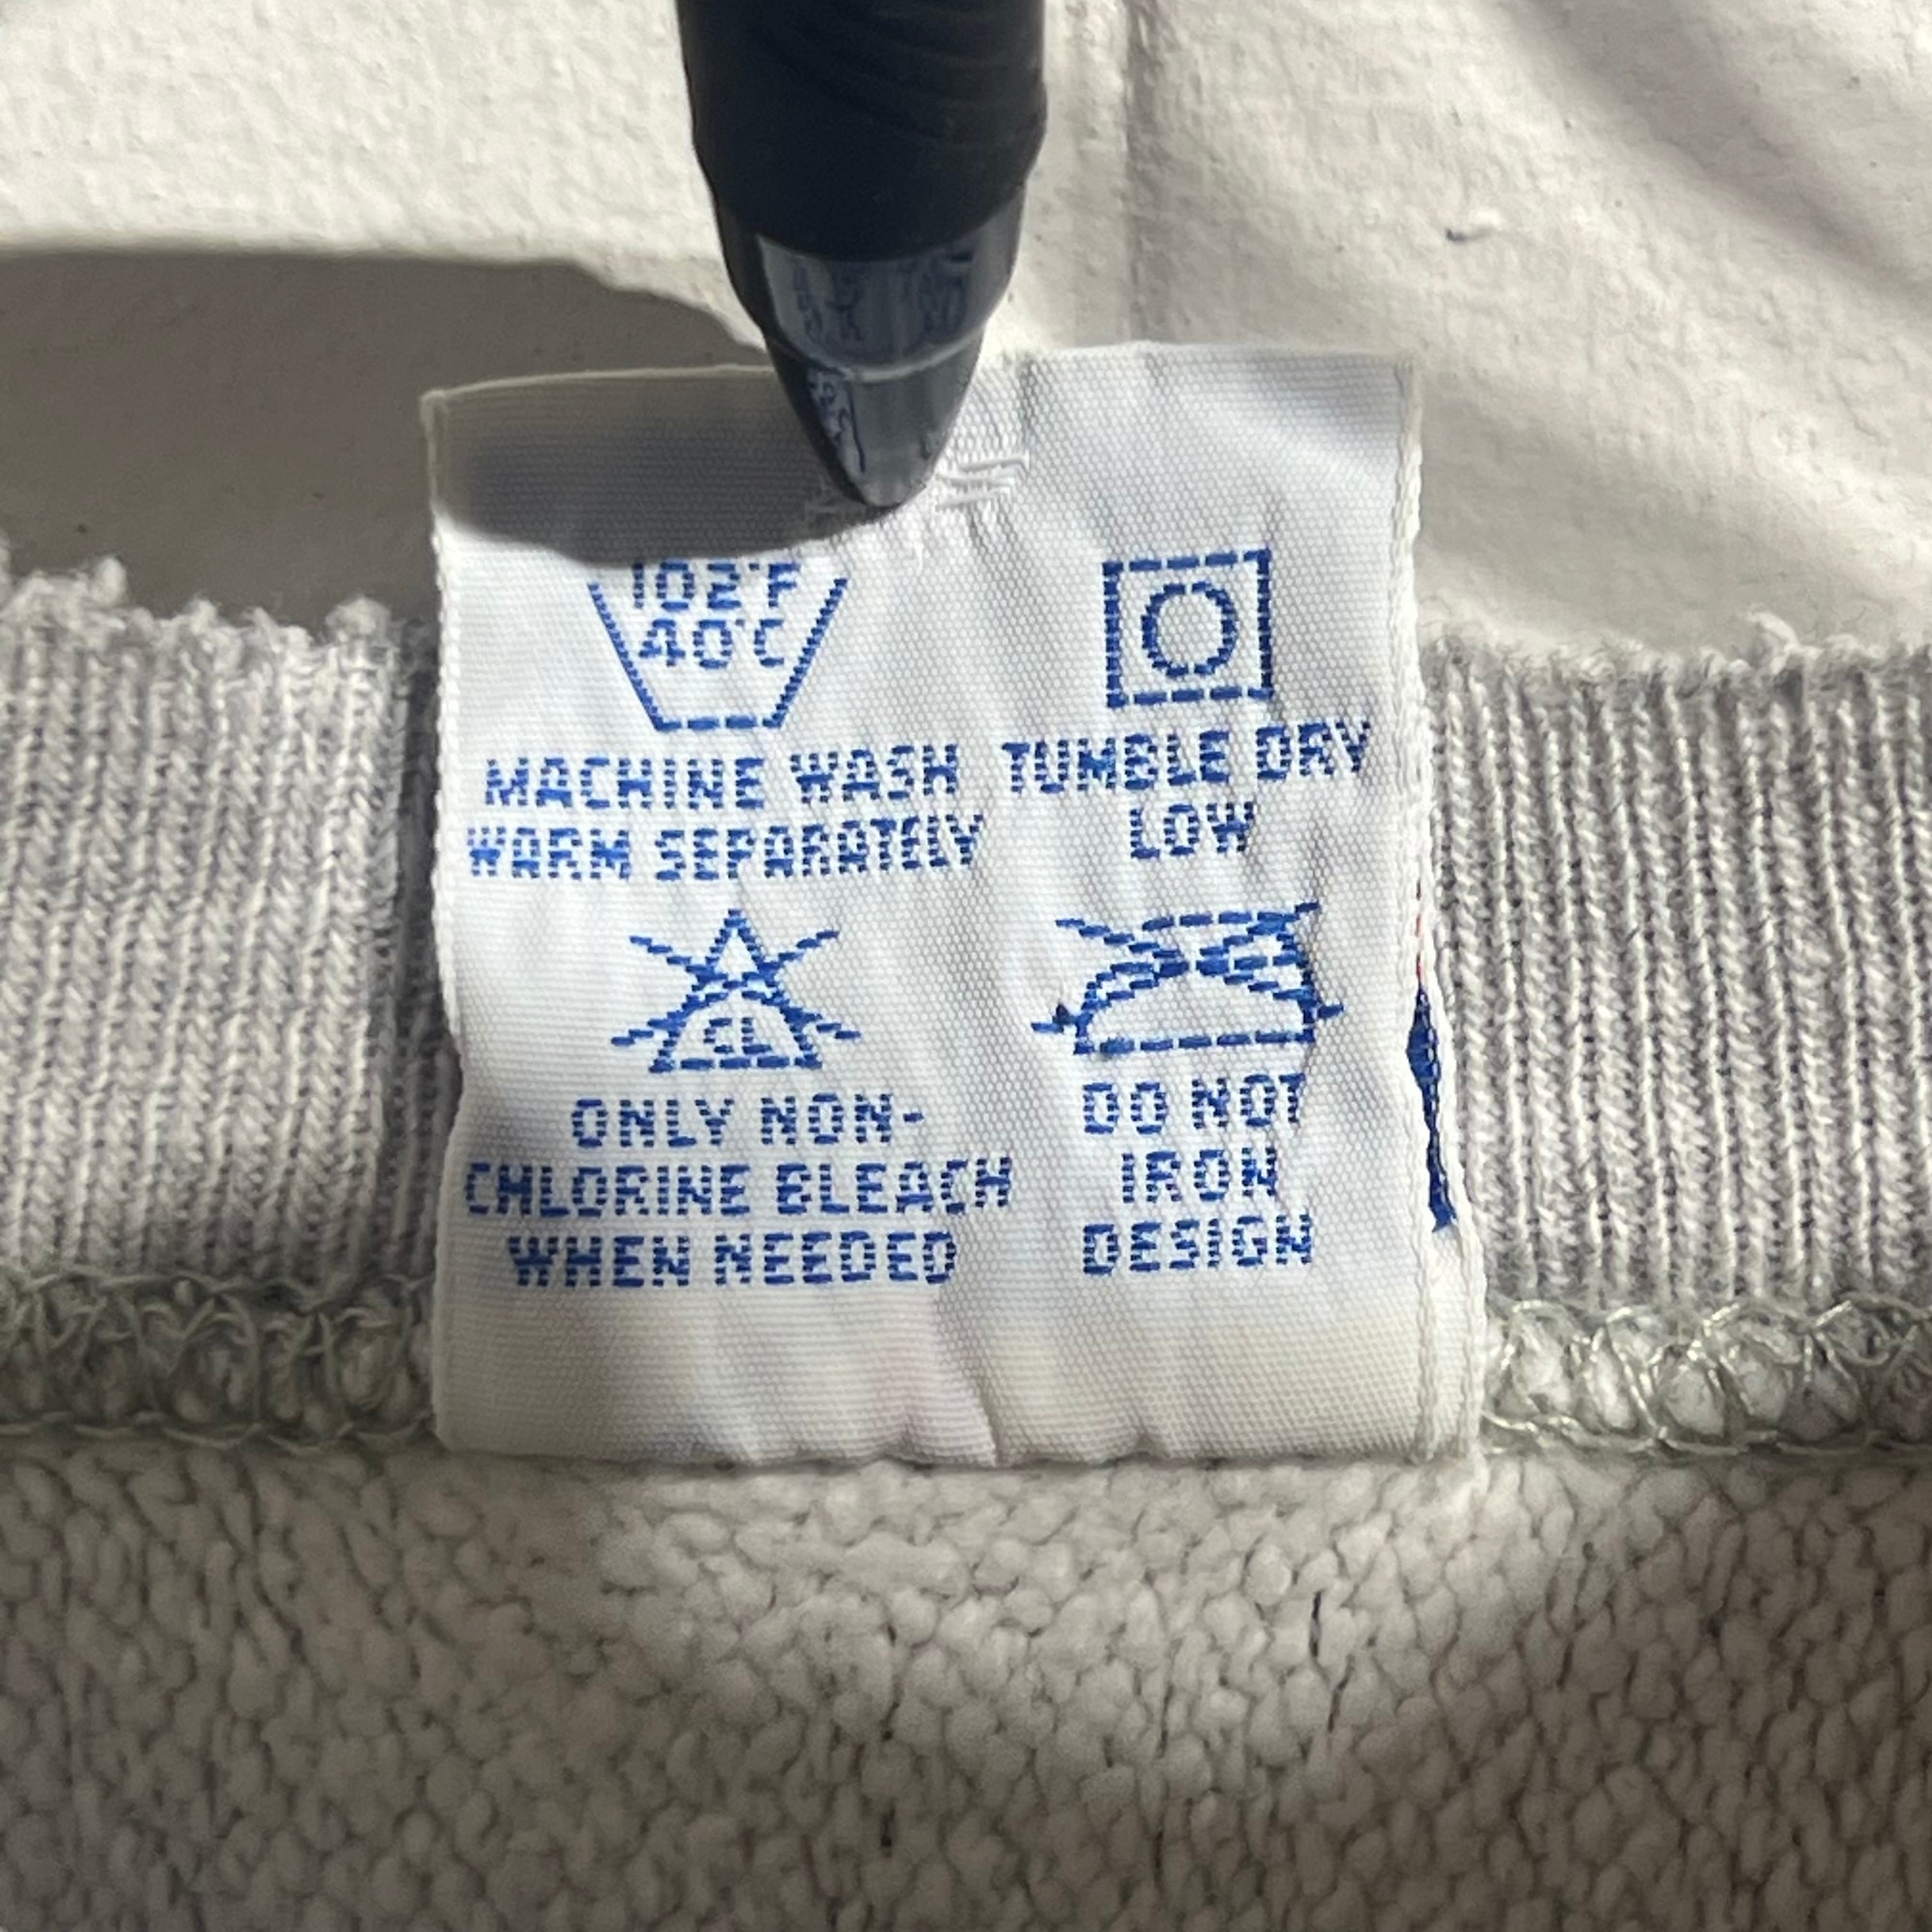 102°F
40°C
MACHINE WASH
WARM SEPARATELY
TUMBLE DRY
LOW
CL
ONLY NON-
CHLORINE BLEACH
WHEN NEEDED
DO NOT
IRON
DESIGN